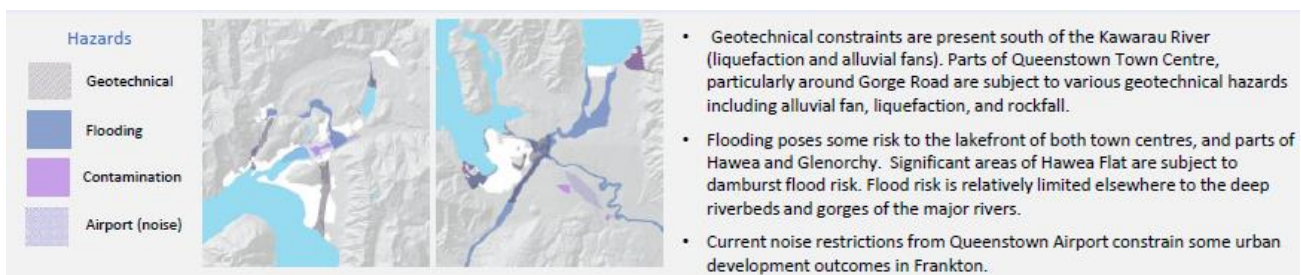 Hazards
Geotechnical
Flooding
Contamination
Airport (noise)
• Geotechnical constraints are present south of the Kawarau River
(liquefaction and alluvial fans). Parts of Queenstown Town Centre,
particularly around Gorge Road are subject to various geotechnical hazards
including alluvial fan, liquefaction, and rockfall.
• Flooding poses some risk to the lakefront of both town centres, and parts of
Hawea and Glenorchy. Significant areas of Hawea Flat are subject to
damburst flood risk. Flood risk is relatively limited elsewhere to the deep
riverbeds and gorges of the major rivers.
• Current noise restrictions from Queenstown Airport constrain some urban
development outcomes in Frankton.